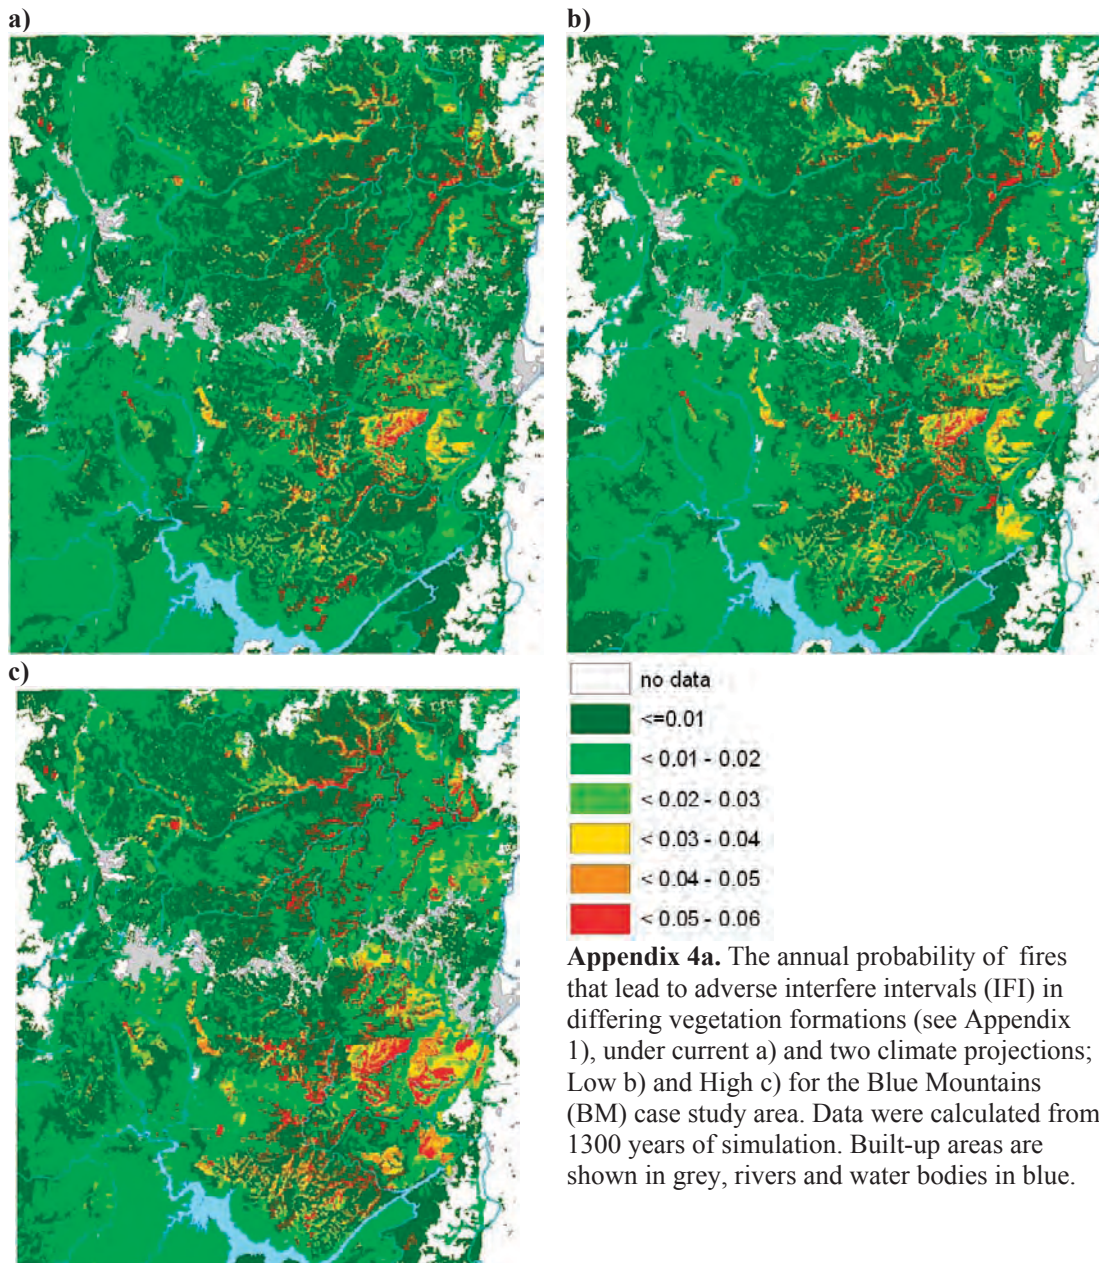 a)
b)
c)
no data
<=0.01
< 0.01 - 0.02
< 0.02 - 0.03
< 0.03 - 0.04
< 0.04 - 0.05
< 0.05 - 0.06
Appendix 4a. The annual probability of fires
that lead to adverse interfere intervals (IFI) in
differing vegetation formations (see Appendix
1), under current a) and two climate projections;
Low b) and High c) for the Blue Mountains
(BM) case study area. Data were calculated from
1300 years of simulation. Built-up areas are
shown in grey, rivers and water bodies in blue.